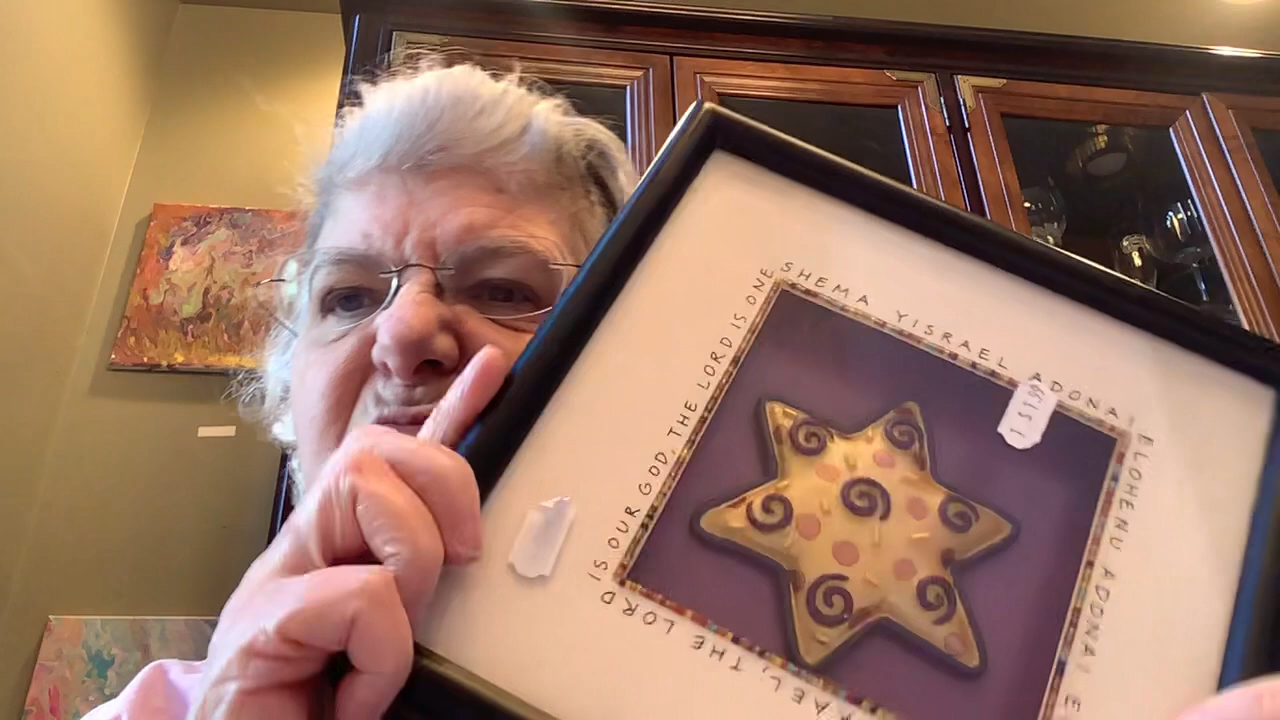 SHEMA YISRAEL ADONAI
ELOHENU ADONAI E
THE LORD
IS OUR GOD, THE LORD IS ONE